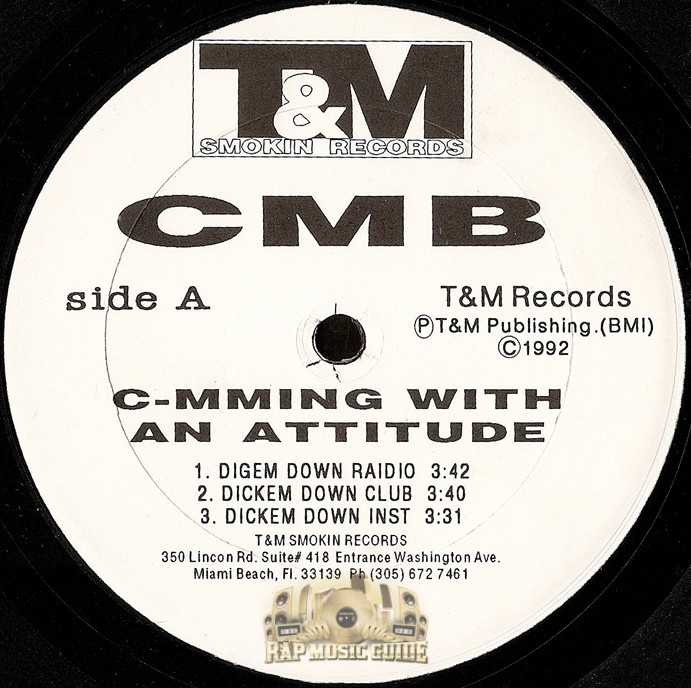 T&M
SMOKIN RECORDS
CMB
side A
T&M Records
ⓅT&M Publishing.(BMI)
©1992
C-MMING WITH
AN ATTITUDE
1. DIGEM DOWN RAIDIO 3:42
2. DICKEM DOWN CLUB 3:40
3. DICKEM DOWN INST 3:31
T&M SMOKIN RECORDS
350 Lincon Rd. Suite# 418 Entrance Washington Ave.
Miami Beach, Fl. 33139 Ph (305) 672 7461
RAP MUSIC GUIDE